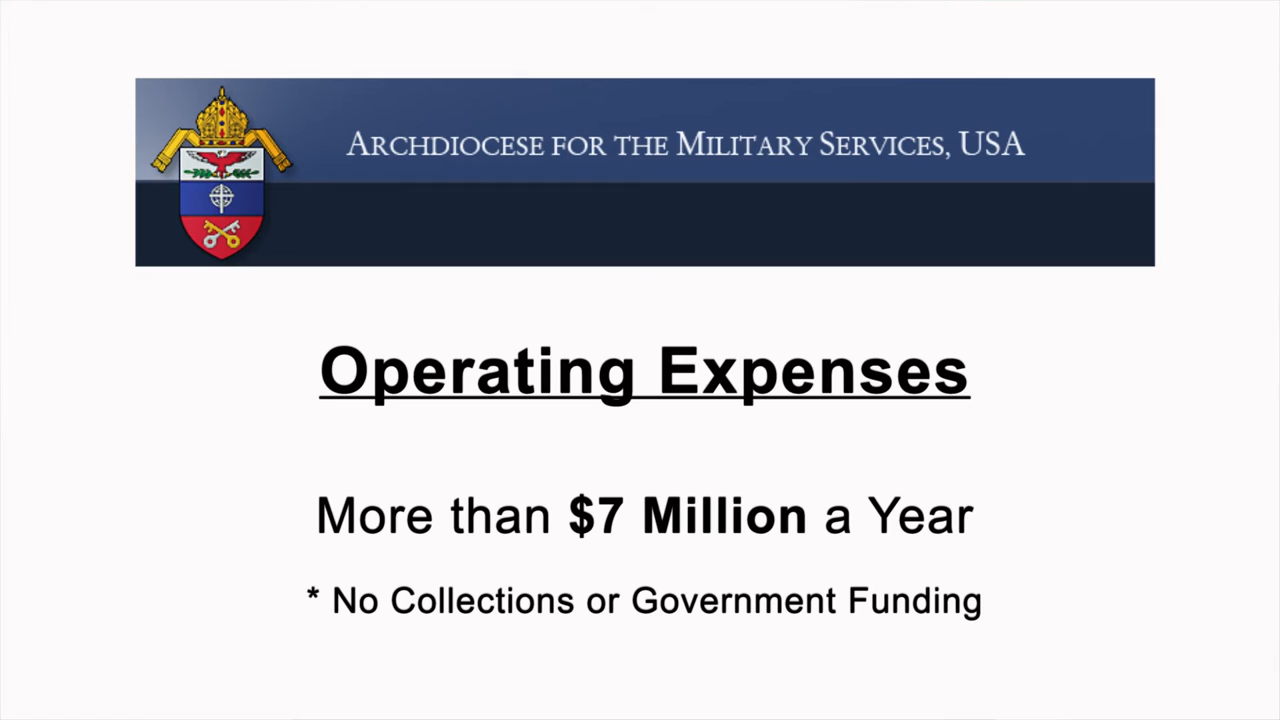 ARCHDIOCESE FOR THE MILITARY SERVICES, USA
Operating Expenses
More than $7 Million a Year
* No Collections or Government Funding